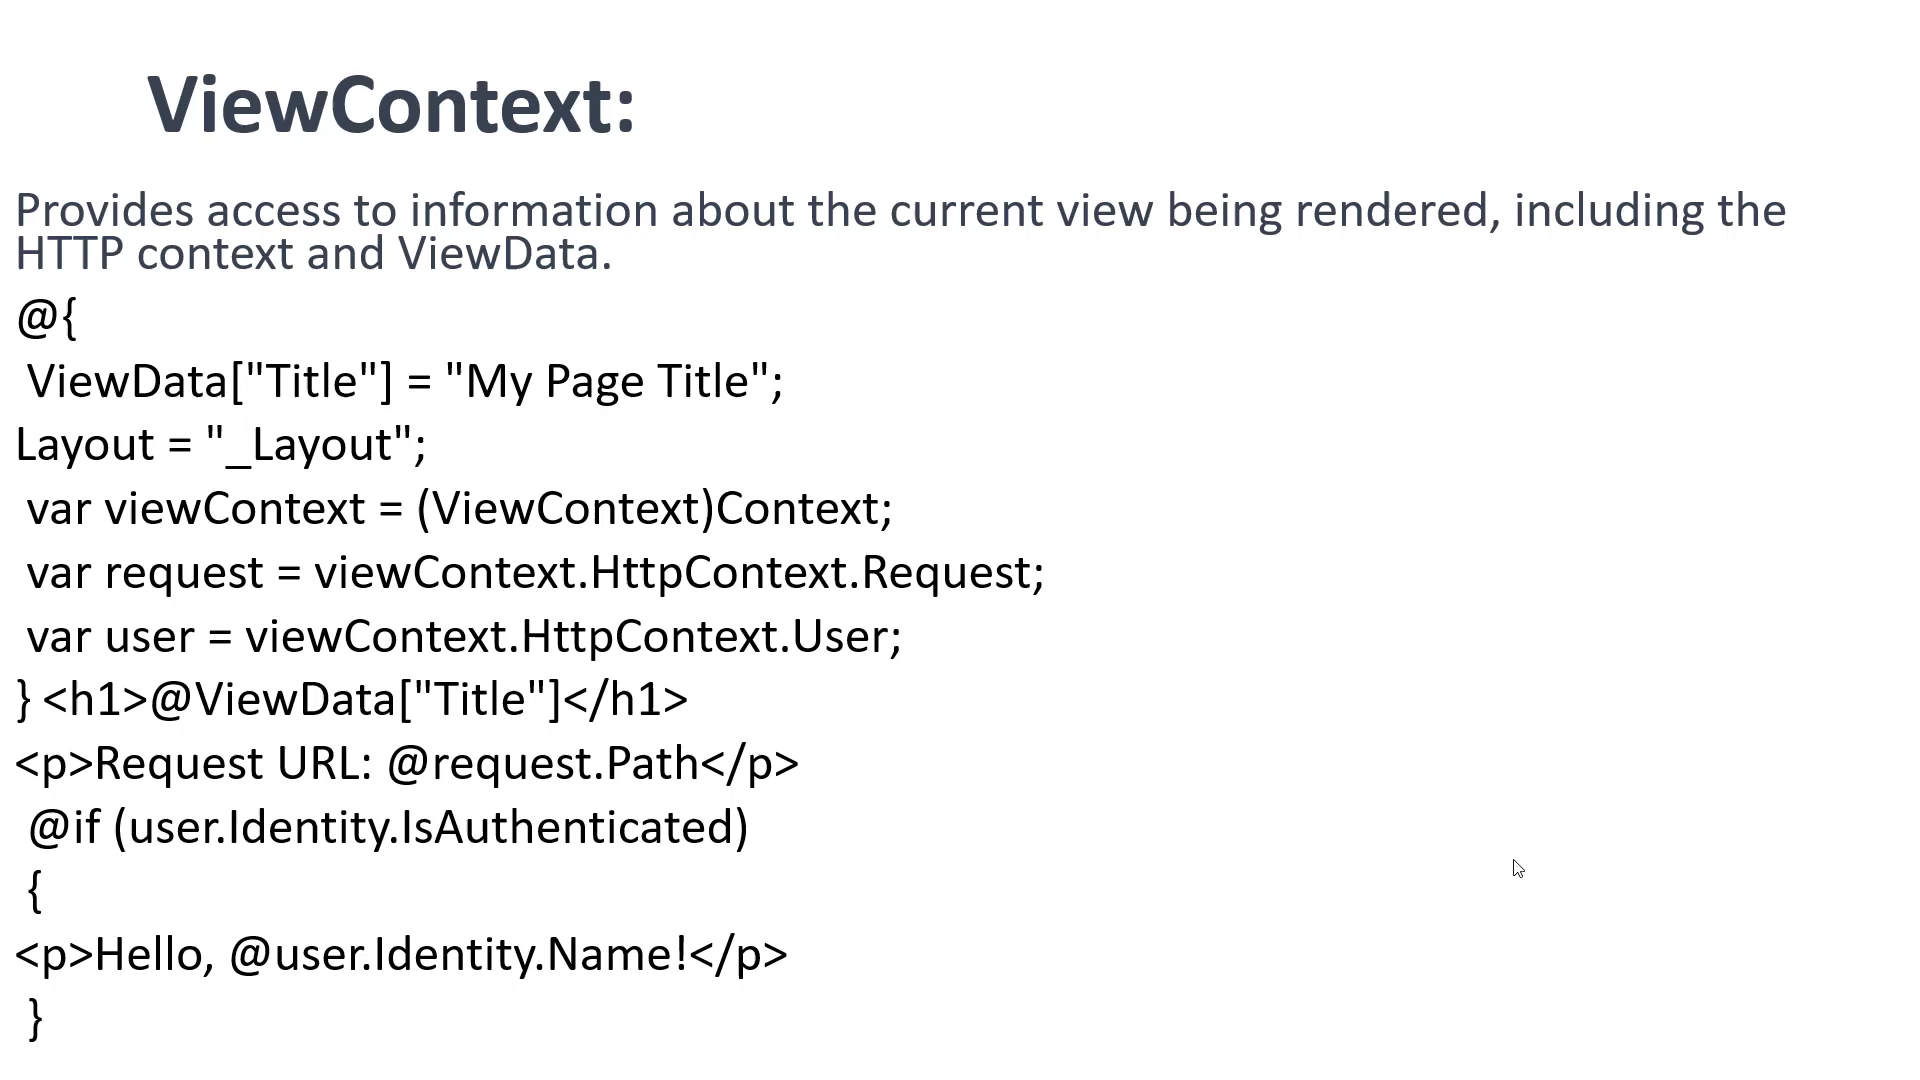 ViewContext:
Provides access to information about the current view being rendered, including the
HTTP context and ViewData.
@{
ViewData["Title"] = "My Page Title";
Layout = "_Layout";
var viewContext = (ViewContext)Context;
var request = viewContext.HttpContext.Request;
var user = viewContext.HttpContext.User;
} <h1>@ViewData["Title"]</h1>
<p>Request URL: @request.Path</p>
@if (user.Identity.IsAuthenticated)
{
<p>Hello, @user.Identity.Name!</p>
}